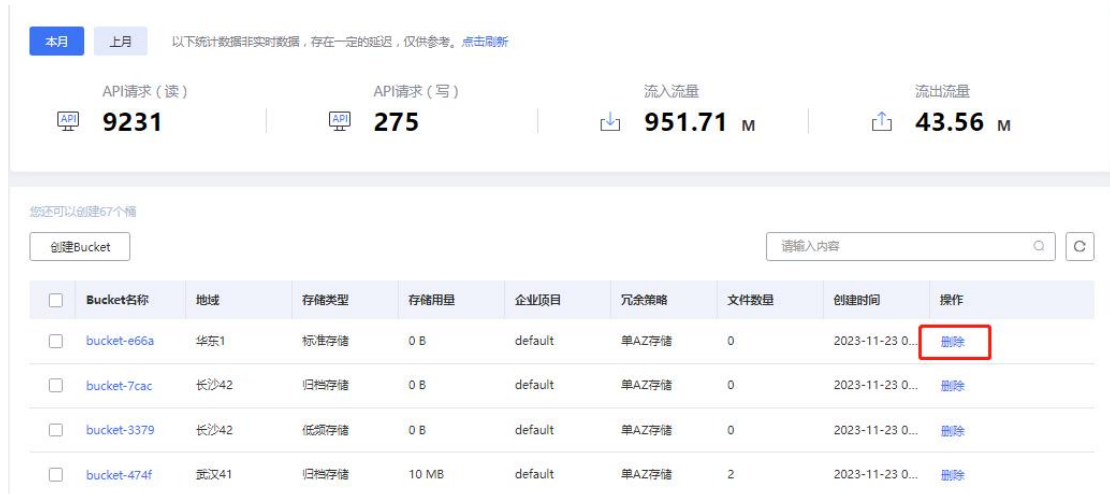 本月 上月 以下统计数据非实时数据，存在一定的延迟，仅供参考。点击刷新
API请求（读） API请求（写） 流入流量 流出流量
API 9231 API 275 951.71 M 43.56 M
您还可以创建67个桶
创建Bucket 请输入内容
Bucket名称 地域 存储类型 存储用量 企业项目 冗余策略 文件数量 创建时间 操作
bucket-e66a 华东1 标准存储 0 B default 单AZ存储 0 2023-11-23 0... 删除
bucket-7cac 长沙42 归档存储 0 B default 单AZ存储 0 2023-11-23 0... 删除
bucket-3379 长沙42 低频存储 0 B default 单AZ存储 0 2023-11-23 0... 删除
bucket-474f 武汉41 归档存储 10 MB default 单AZ存储 2 2023-11-23 0... 删除